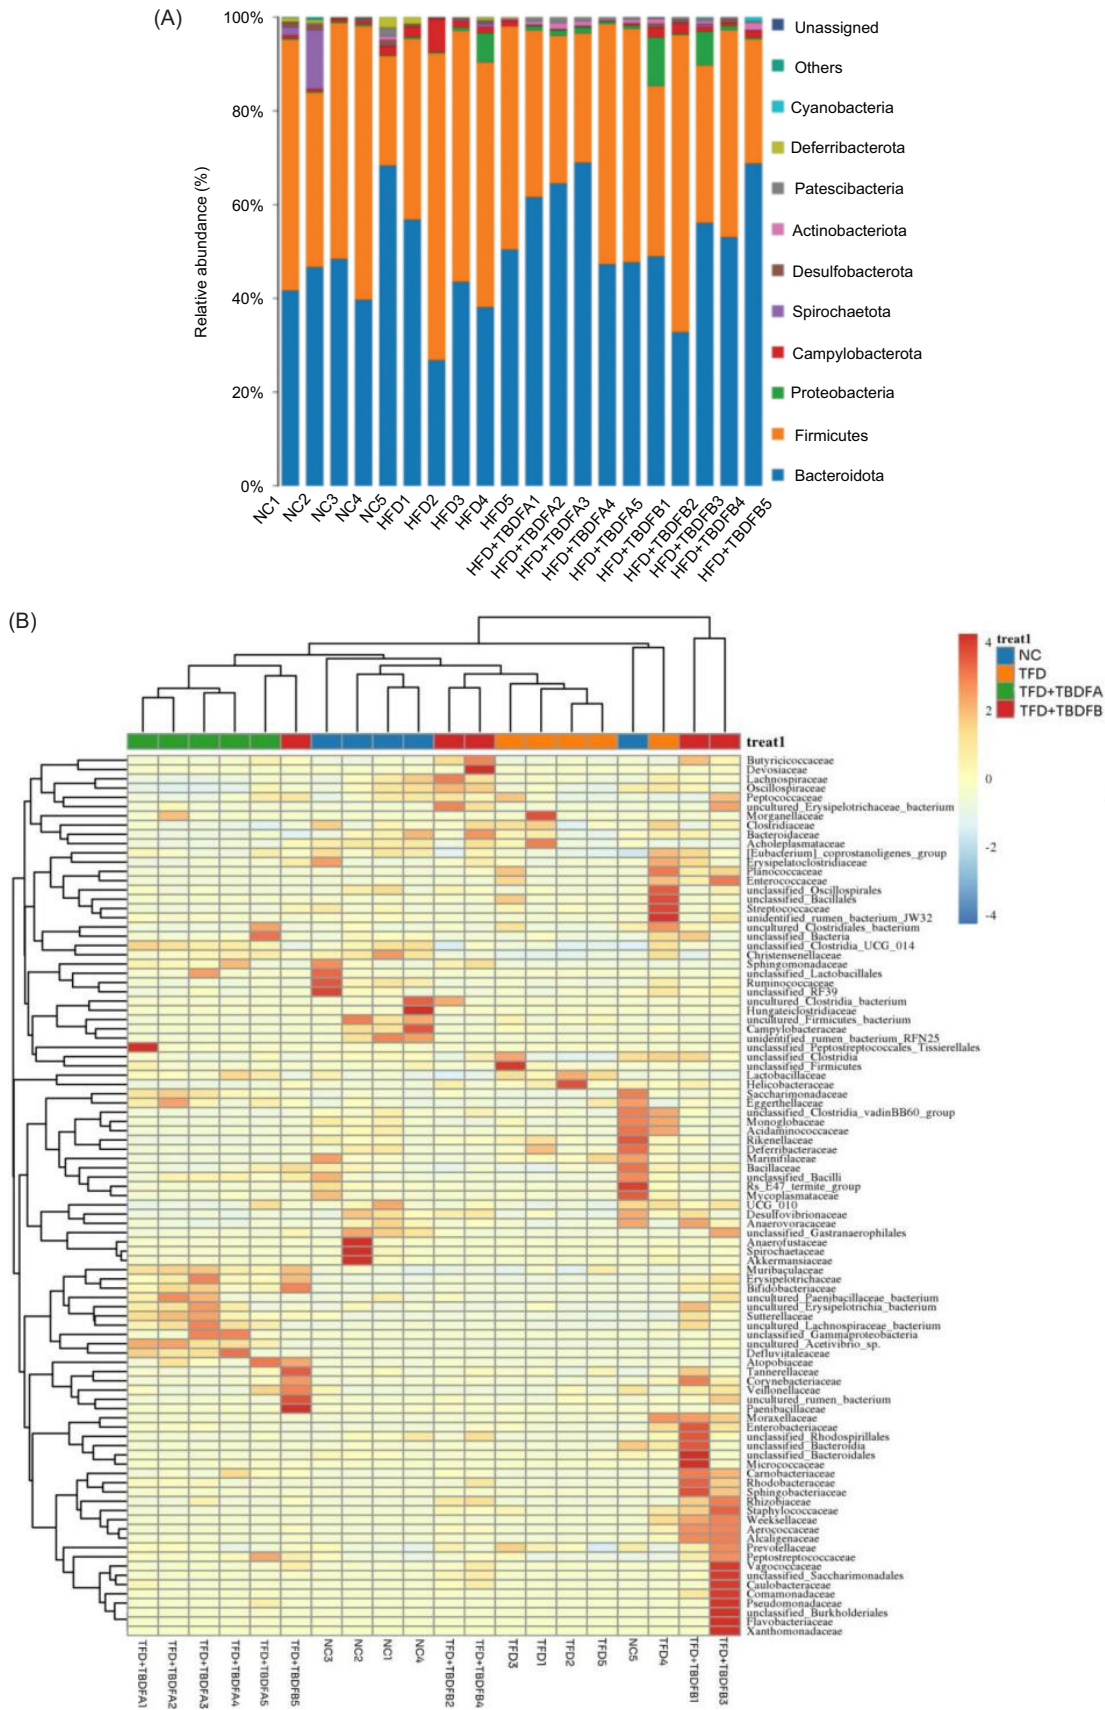 (A)
100%
80%
60%
40%
20%
0%
Relative abundance (%)
NC1
NC2
NC3
NC4
NC5
HFD1
HFD2
HFD3
HFD4
HFD5
HFD+TBDFA1
HFD+TBDFA2
HFD+TBDFA3
HFD+TBDFA4
HFD+TBDFA5
HFD+TBDFB1
HFD+TBDFB2
HFD+TBDFB3
HFD+TBDFB4
HFD+TBDFB5
Unassigned
Others
Cyanobacteria
Deferribacterota
Patescibacteria
Actinobacteriota
Desulfobacterota
Spirochaetota
Campylobacterota
Proteobacteria
Firmicutes
Bacteroidota
(B)
4
2
0
-2
-4
treat1
NC
TFD
TFD+TBDFA
TFD+TBDFB
treat1
Butyricicoccaceae
Devosiaceae
Lachnospiraceae
Oscillospiraceae
Peptococcaceae
uncultured_Erysipelotrichaceae_bacterium
Morganellaceae
Clostridiaceae
Bacteroidaceae
Acholeplasmataceae
[Eubacterium]_coprostanoligenes_group
Erysipelatoclostridiaceae
Planococcaceae
Enterococcaceae
unclassified_Oscillospirales
unclassified_Bacillales
Streptococcaceae
unidentified_rumen_bacterium_JW32
uncultured_Clostridiales_bacterium
unclassified_Bacteria
unclassified_Clostridia_UCG_014
Christensenellaceae
Sphingomonadaceae
unclassified_Lactobacillales
Ruminococcaceae
unclassified_RF39
uncultured_Clostridia_bacterium
Hungateiclostridiaceae
uncultured_Firmicutes_bacterium
Campylobacteraceae
unidentified_rumen_bacterium_RFN25
unclassified_Peptostreptococcales_Tissierellales
unclassified_Clostridia
unclassified_Firmicutes
Lactobacillaceae
Helicobacteraceae
Saccharimonadaceae
Eggerthellaceae
unclassified_Clostridia_vadinBB60_group
Monoglobaceae
Acidaminococcaceae
Rikenellaceae
Deferribacteraceae
Marinifilaceae
Bacillaceae
unclassified_Bacilli
Rs_E47_termite_group
Mycoplasmataceae
UCG_010
Desulfovibrionaceae
Anaerovoracaceae
unclassified_Gastranaerophilales
Anaerofustaceae
Spirochaetaceae
Akkermansiaceae
Muribaculaceae
Erysipelotrichaceae
Bifidobacteriaceae
uncultured_Paenibacillaceae_bacterium
uncultured_Erysipelotrichia_bacterium
Sutterellaceae
uncultured_Lachnospiraceae_bacterium
unclassified_Gammaproteobacteria
uncultured_Acetivibrio_sp.
Defluviitaleaceae
Atopobiaceae
Tannerellaceae
Corynebacteriaceae
Veillonellaceae
uncultured_rumen_bacterium
Paenibacillaceae
Moraxellaceae
Enterobacteriaceae
unclassified_Rhodospirillales
unclassified_Bacteroidia
unclassified_Bacteroidales
Micrococcaceae
Carnobacteriaceae
Rhodobacteraceae
Sphingobacteriaceae
Rhizobiaceae
Staphylococcaceae
Weeksellaceae
Aerococcaceae
Alcaligenaceae
Prevotellaceae
Peptostreptococcaceae
Vagococcaceae
unclassified_Saccharimonadales
Caulobacteraceae
Comamonadaceae
Pseudomonadaceae
unclassified_Burkholderiales
Flavobacteriaceae
Xanthomonadaceae
TFD+TBDFA1
TFD+TBDFA2
TFD+TBDFA3
TFD+TBDFA4
TFD+TBDFA5
TFD+TBDFB5
NC3
NC2
NC1
NC4
TFD+TBDFB2
TFD+TBDFB4
TFD3
TFD1
TFD2
TFD5
NC5
TFD4
TFD+TBDFB1
TFD+TBDFB3